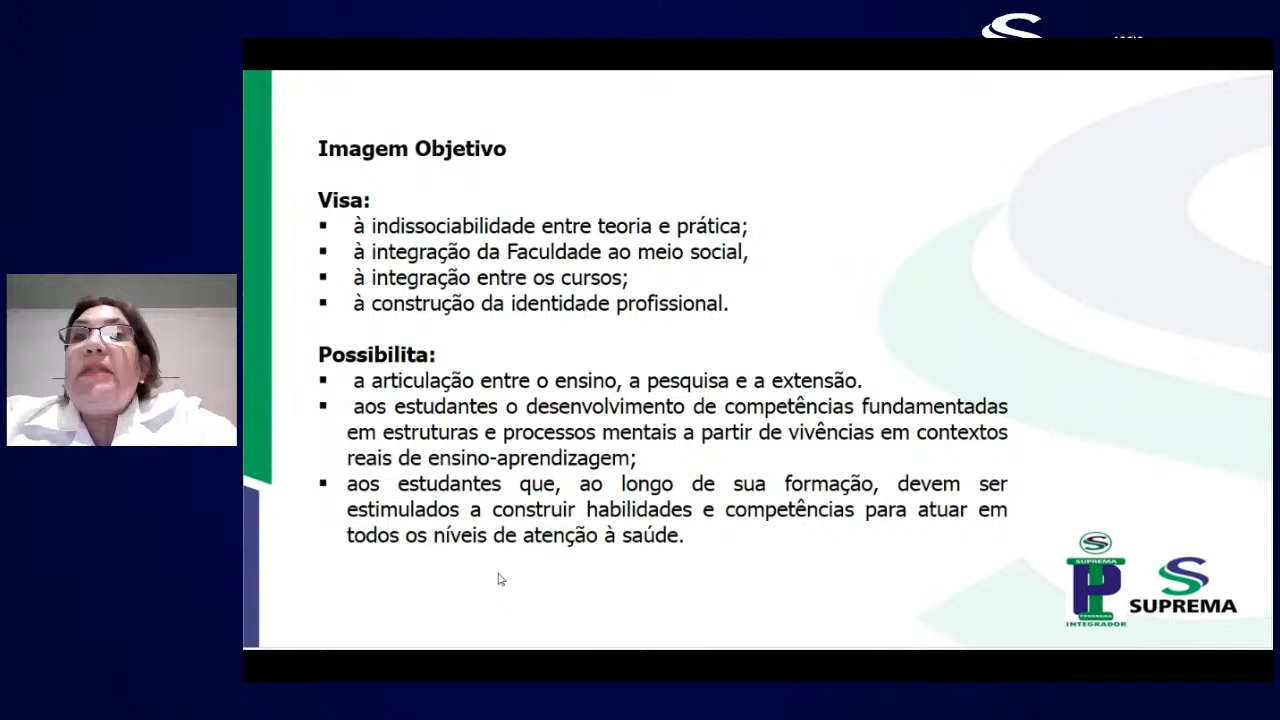 Imagem Objetivo
Visa:
▪ à indissociabilidade entre teoria e prática;
▪ à integração da Faculdade ao meio social,
▪ à integração entre os cursos;
▪ à construção da identidade profissional.
Possibilita:
▪ a articulação entre o ensino, a pesquisa e a extensão.
▪ aos estudantes o desenvolvimento de competências fundamentadas
em estruturas e processos mentais a partir de vivências em contextos
reais de ensino-aprendizagem;
▪ aos estudantes que, ao longo de sua formação, devem ser
estimulados a construir habilidades e competências para atuar em
todos os níveis de atenção à saúde.
SUPREMA
PI
PROGRAMA
INTEGRADOR
SUPREMA